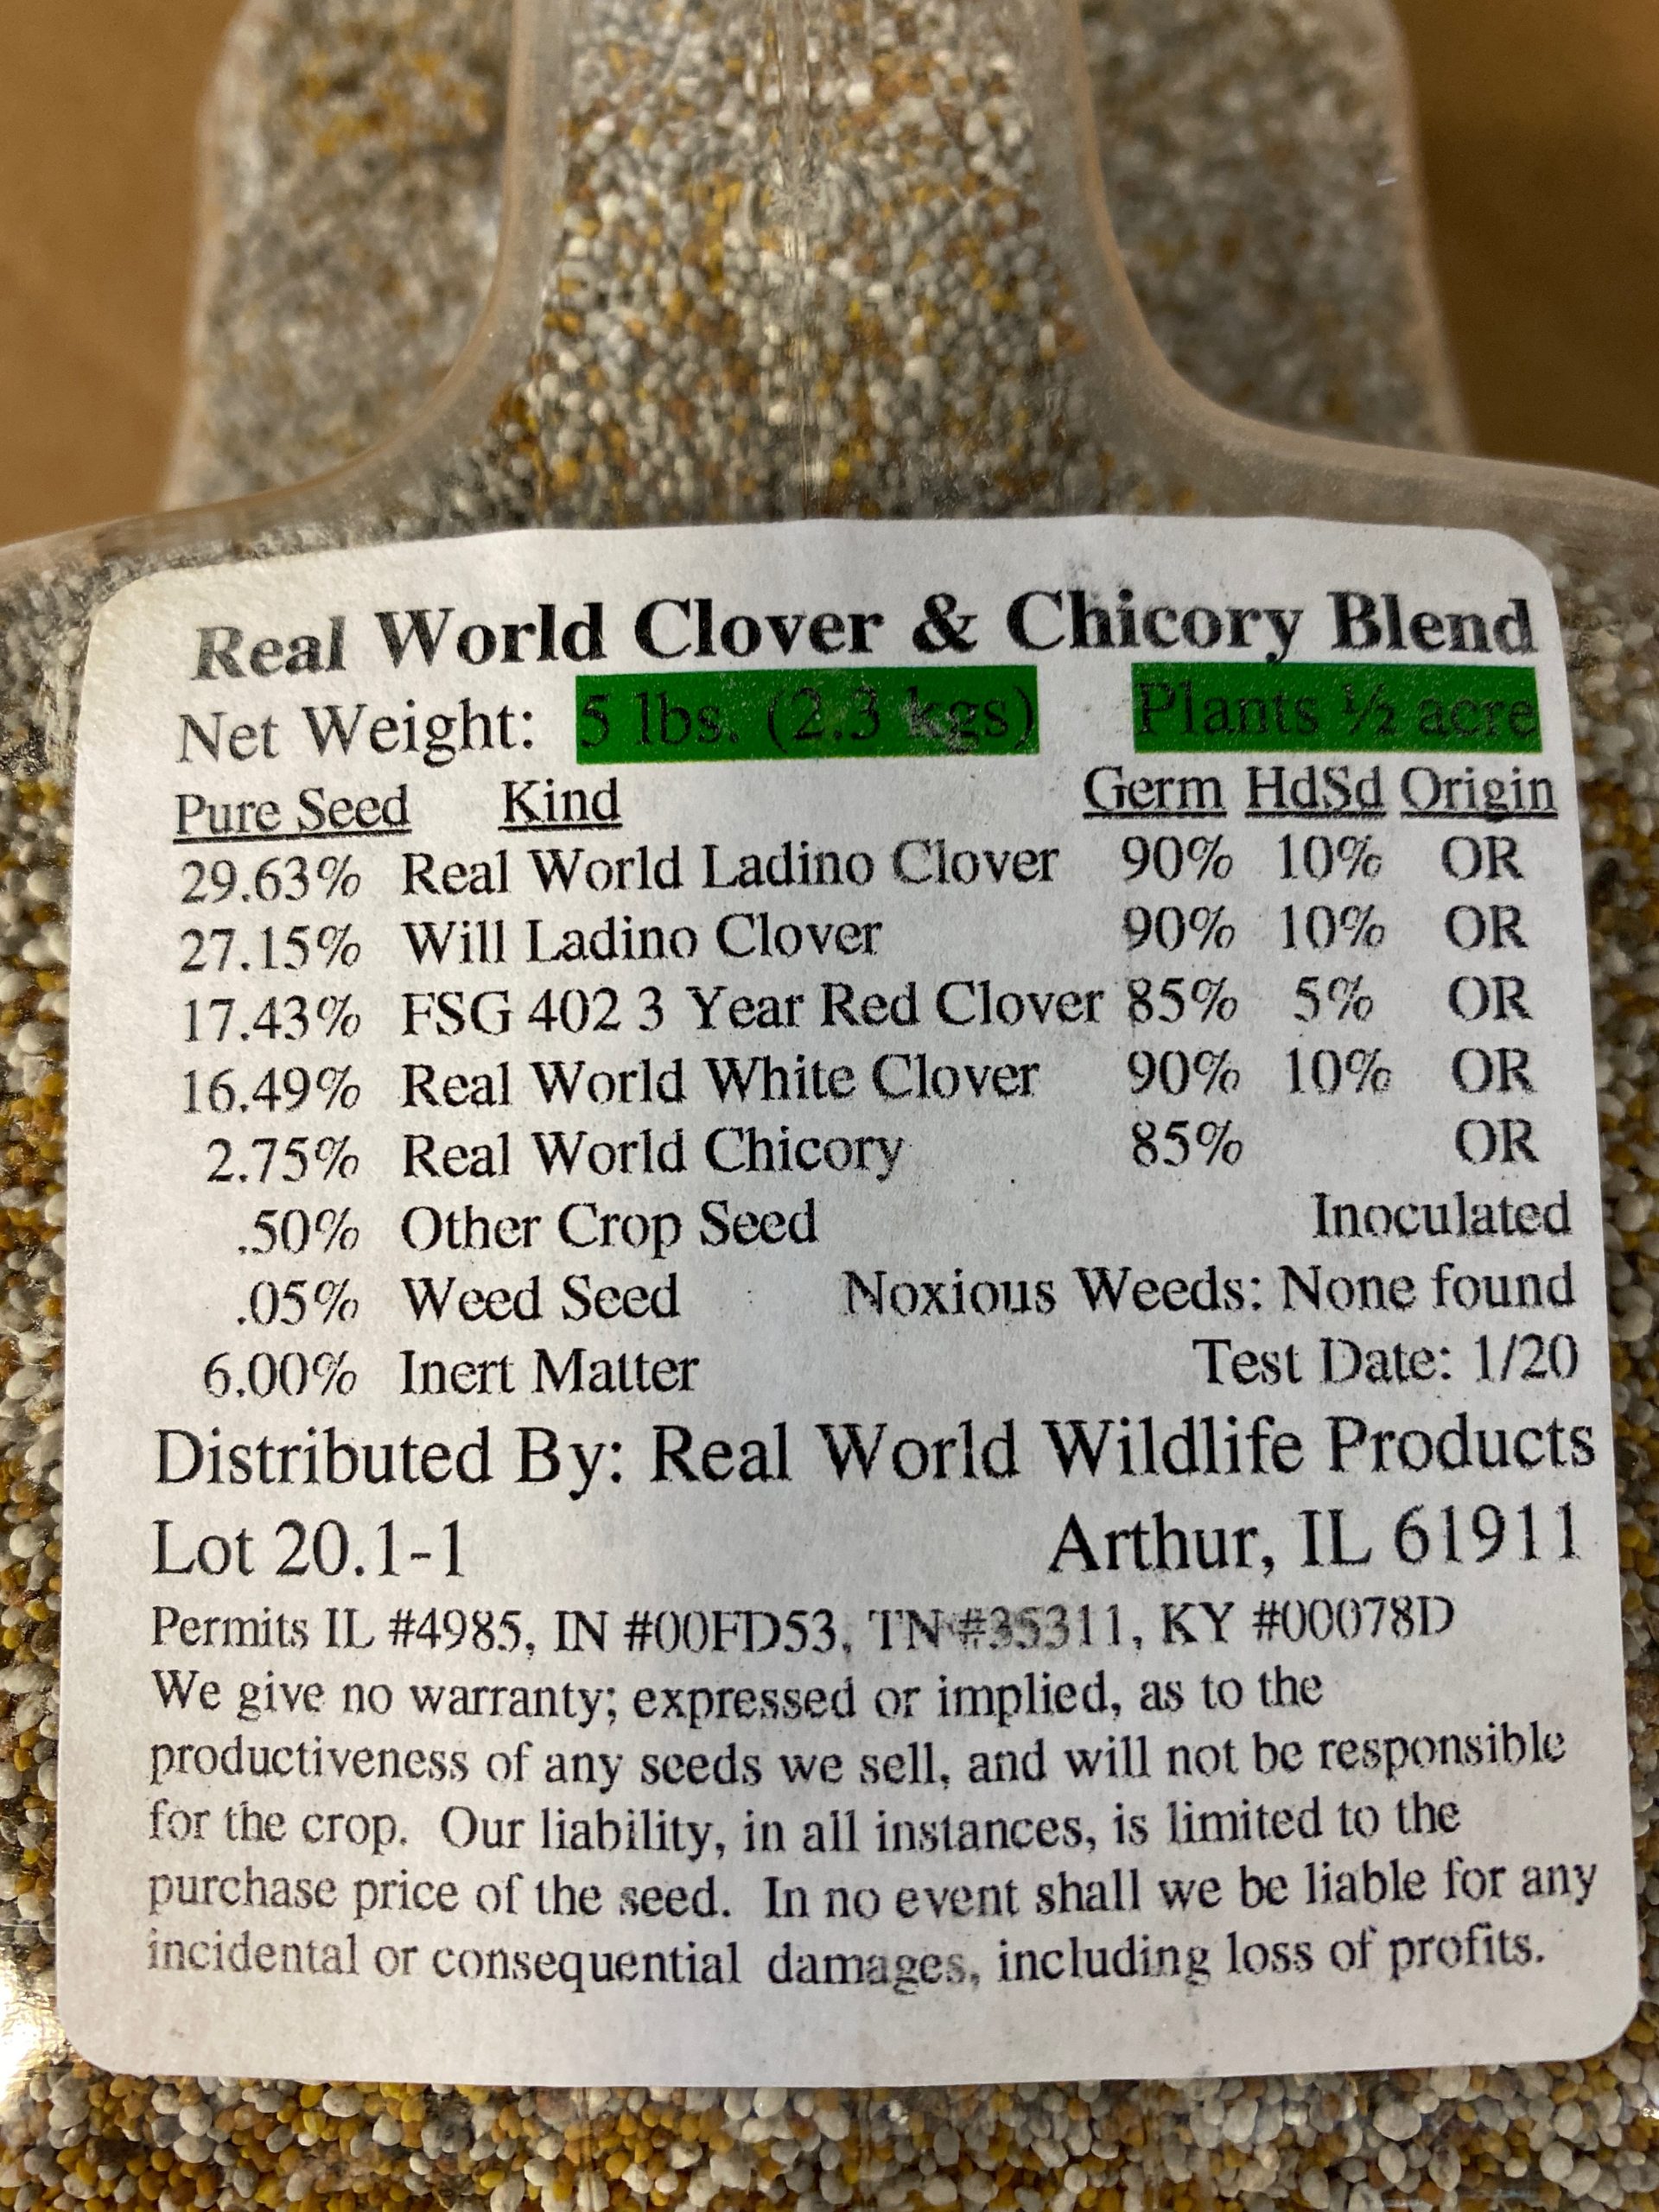 Real World Clover & Chicory Blend
Net Weight: 5 lbs. (2.3 kgs) Plants ½ acre
Pure Seed Kind Germ HdSd Origin
29.63% Real World Ladino Clover 90% 10% OR
27.15% Will Ladino Clover 90% 10% OR
17.43% FSG 402 3 Year Red Clover 85% 5% OR
16.49% Real World White Clover 90% 10% OR
2.75% Real World Chicory 85% OR
.50% Other Crop Seed Inoculated
.05% Weed Seed Noxious Weeds: None found
6.00% Inert Matter Test Date: 1/20
Distributed By: Real World Wildlife Products
Lot 20.1-1 Arthur, IL 61911
Permits IL #4985, IN #00FD53, TN #35311, KY #00078D
We give no warranty; expressed or implied, as to the
productiveness of any seeds we sell, and will not be responsible
for the crop. Our liability, in all instances, is limited to the
purchase price of the seed. In no event shall we be liable for any
incidental or consequential damages, including loss of profits.